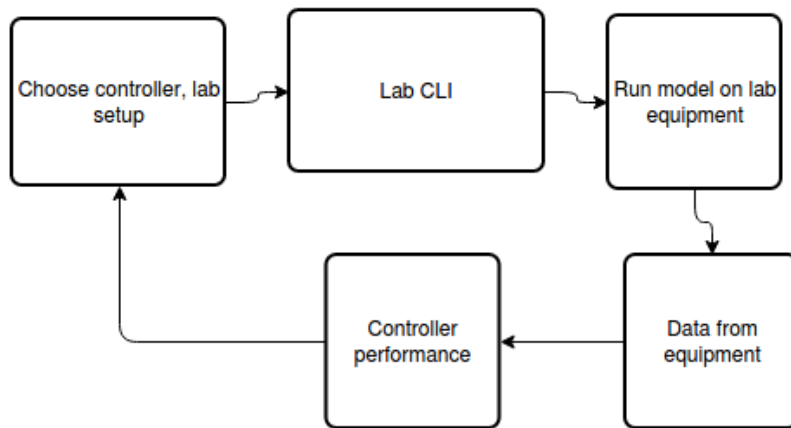 Choose controller, lab
setup
Lab CLI
Run model on lab
equipment
Controller
performance
Data from
equipment